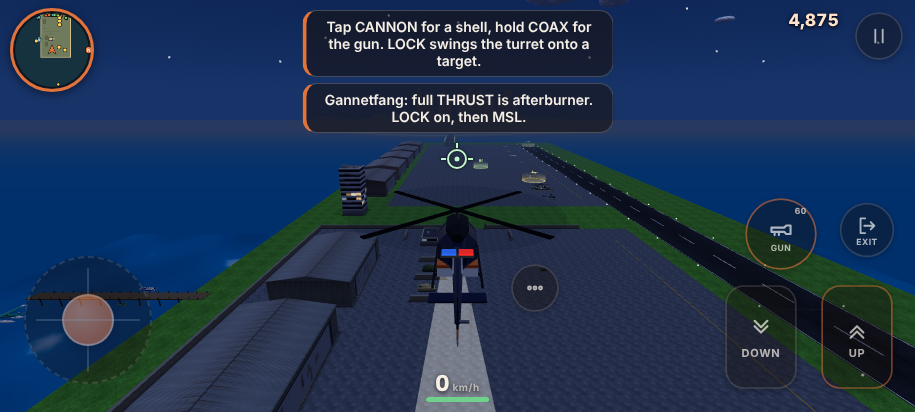 Tap CANNON for a shell, hold COAX for
the gun. LOCK swings the turret onto a
target.
Gannetfang: full THRUST is afterburner.
LOCK on, then MSL.
4,875
60
GUN
EXIT
DOWN
UP
0 km/h